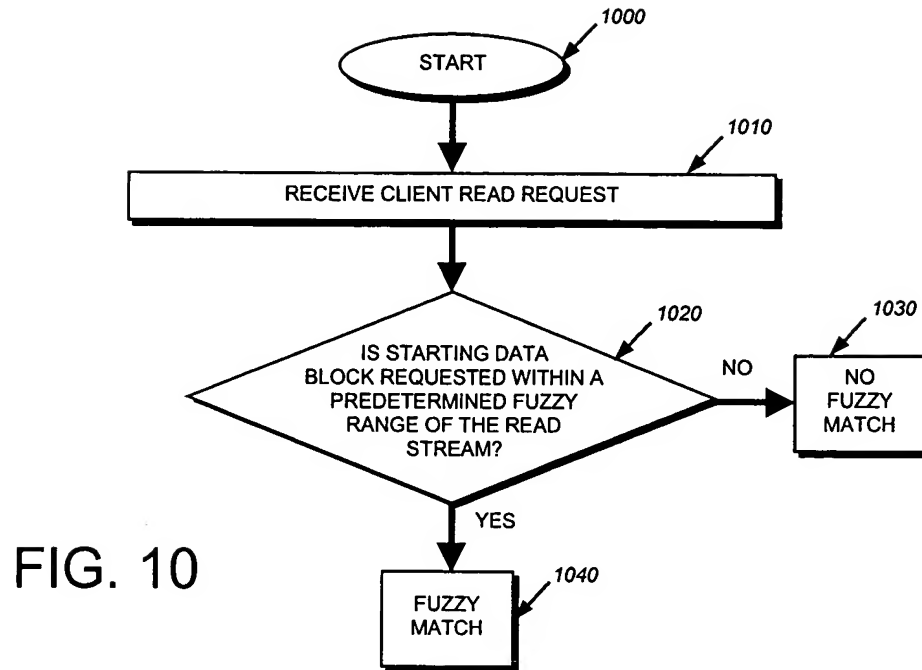 1000
START
1010
RECEIVE CLIENT READ REQUEST
1020
IS STARTING DATA
BLOCK REQUESTED WITHIN A
PREDETERMINED FUZZY
RANGE OF THE READ
STREAM?
NO
1030
NO
FUZZY
MATCH
YES
1040
FUZZY
MATCH
FIG. 10